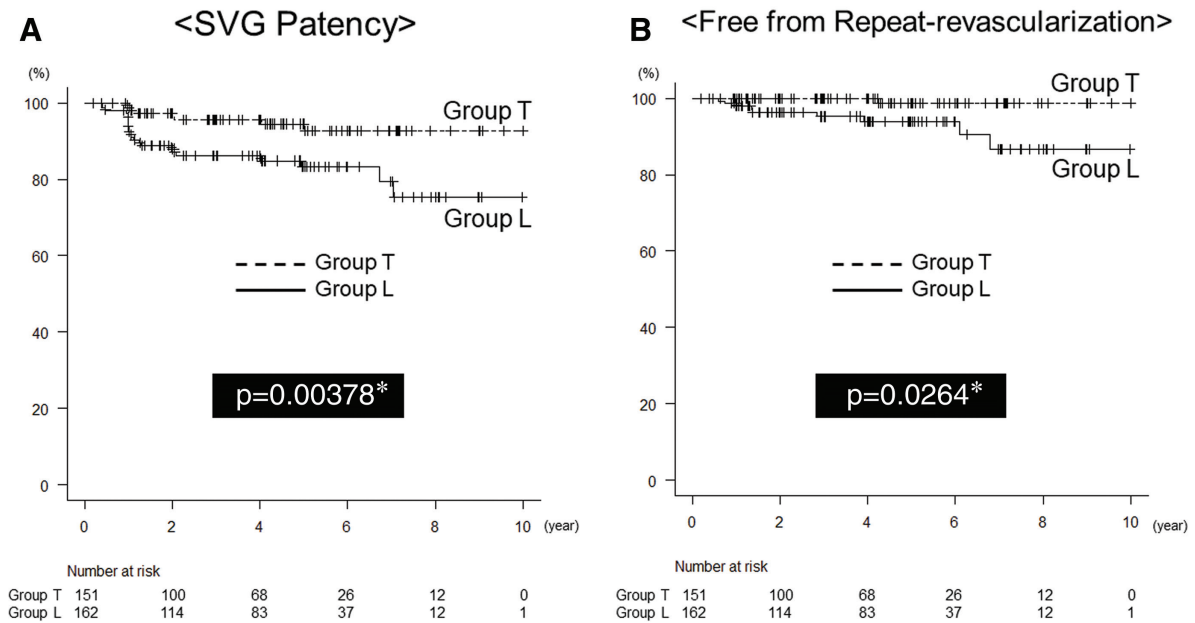 A <SVG Patency>
(%)
100
80
60
40
20
0
Group T
Group L
Group T
Group L
p=0.00378*
0 2 4 6 8 10 (year)
Number at risk
Group T 151 100 68 26 12 0
Group L 162 114 83 37 12 1
B <Free from Repeat-revascularization>
(%)
100
80
60
40
20
0
Group T
Group L
Group T
Group L
p=0.0264*
0 2 4 6 8 10 (year)
Number at risk
Group T 151 100 68 26 12 0
Group L 162 114 83 37 12 1